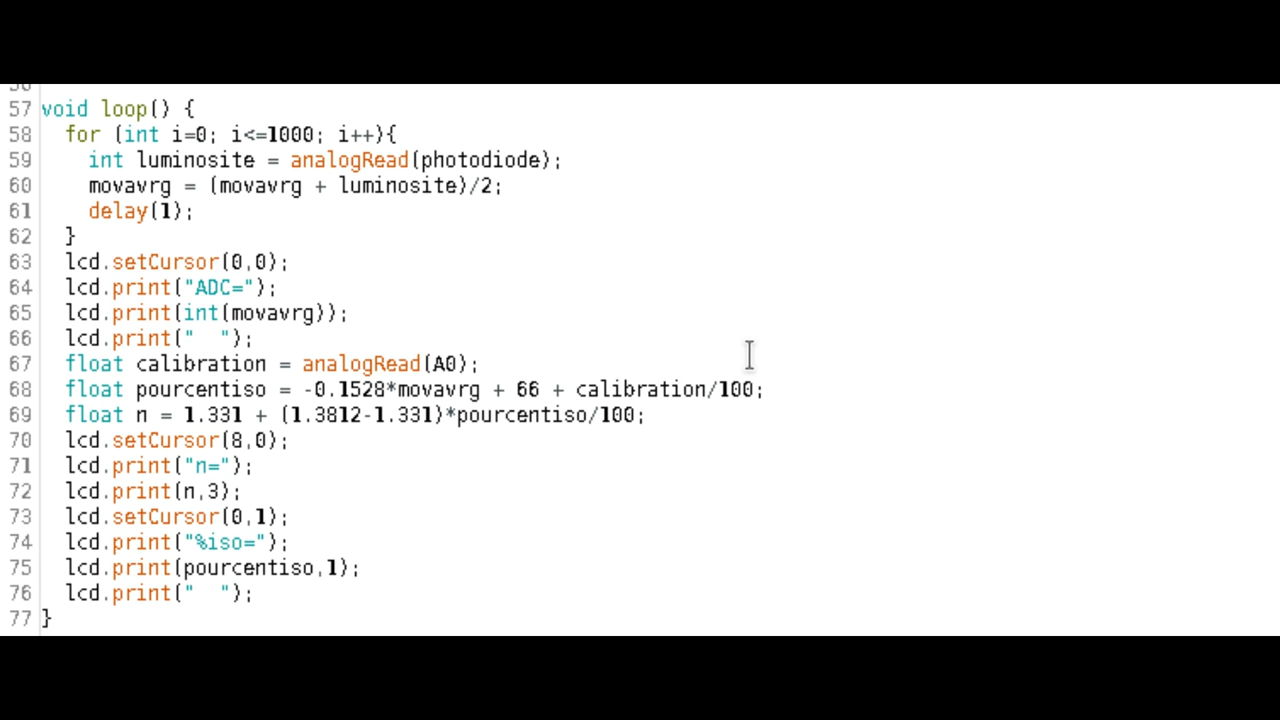 57 void loop() {
58   for (int i=0; i<=1000; i++){
59     int luminosite = analogRead(photodiode);
60     movavrg = (movavrg + luminosite)/2;
61     delay(1);
62   }
63   lcd.setCursor(0,0);
64   lcd.print("ADC=");
65   lcd.print(int(movavrg));
66   lcd.print("  ");
67   float calibration = analogRead(A0);
68   float pourcentiso = -0.1528*movavrg + 66 + calibration/100;
69   float n = 1.331 + (1.3812-1.331)*pourcentiso/100;
70   lcd.setCursor(8,0);
71   lcd.print("n=");
72   lcd.print(n,3);
73   lcd.setCursor(0,1);
74   lcd.print("%iso=");
75   lcd.print(pourcentiso,1);
76   lcd.print("  ");
77 }